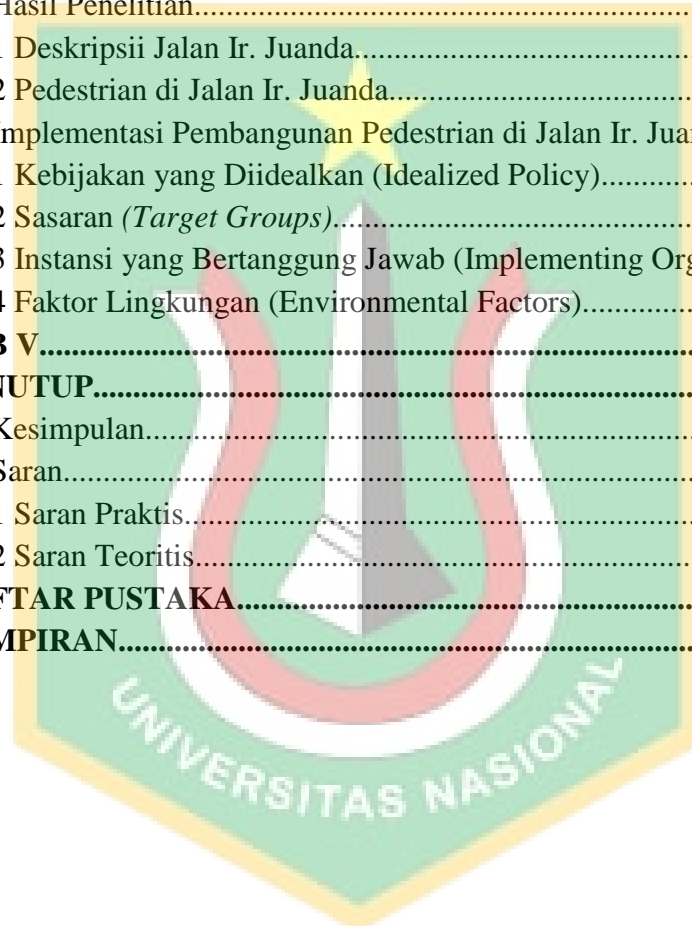 Hasil Penelitian..........
1 Deskripsii Jalan Ir. Juanda..........
2 Pedestrian di Jalan Ir. Juanda..........
Implementasi Pembangunan Pedestrian di Jalan Ir. Juan
1 Kebijakan yang Diidealkan (Idealized Policy)..........
2 Sasaran (Target Groups)..........
3 Instansi yang Bertanggung Jawab (Implementing Org
4 Faktor Lingkungan (Environmental Factors)..........
B V..........
NUTUP..........
Kesimpulan..........
Saran..........
1 Saran Praktis..........
2 Saran Teoritis..........
FTAR PUSTAKA..........
MPIRAN..........
UNIVERSITAS NASIONAL